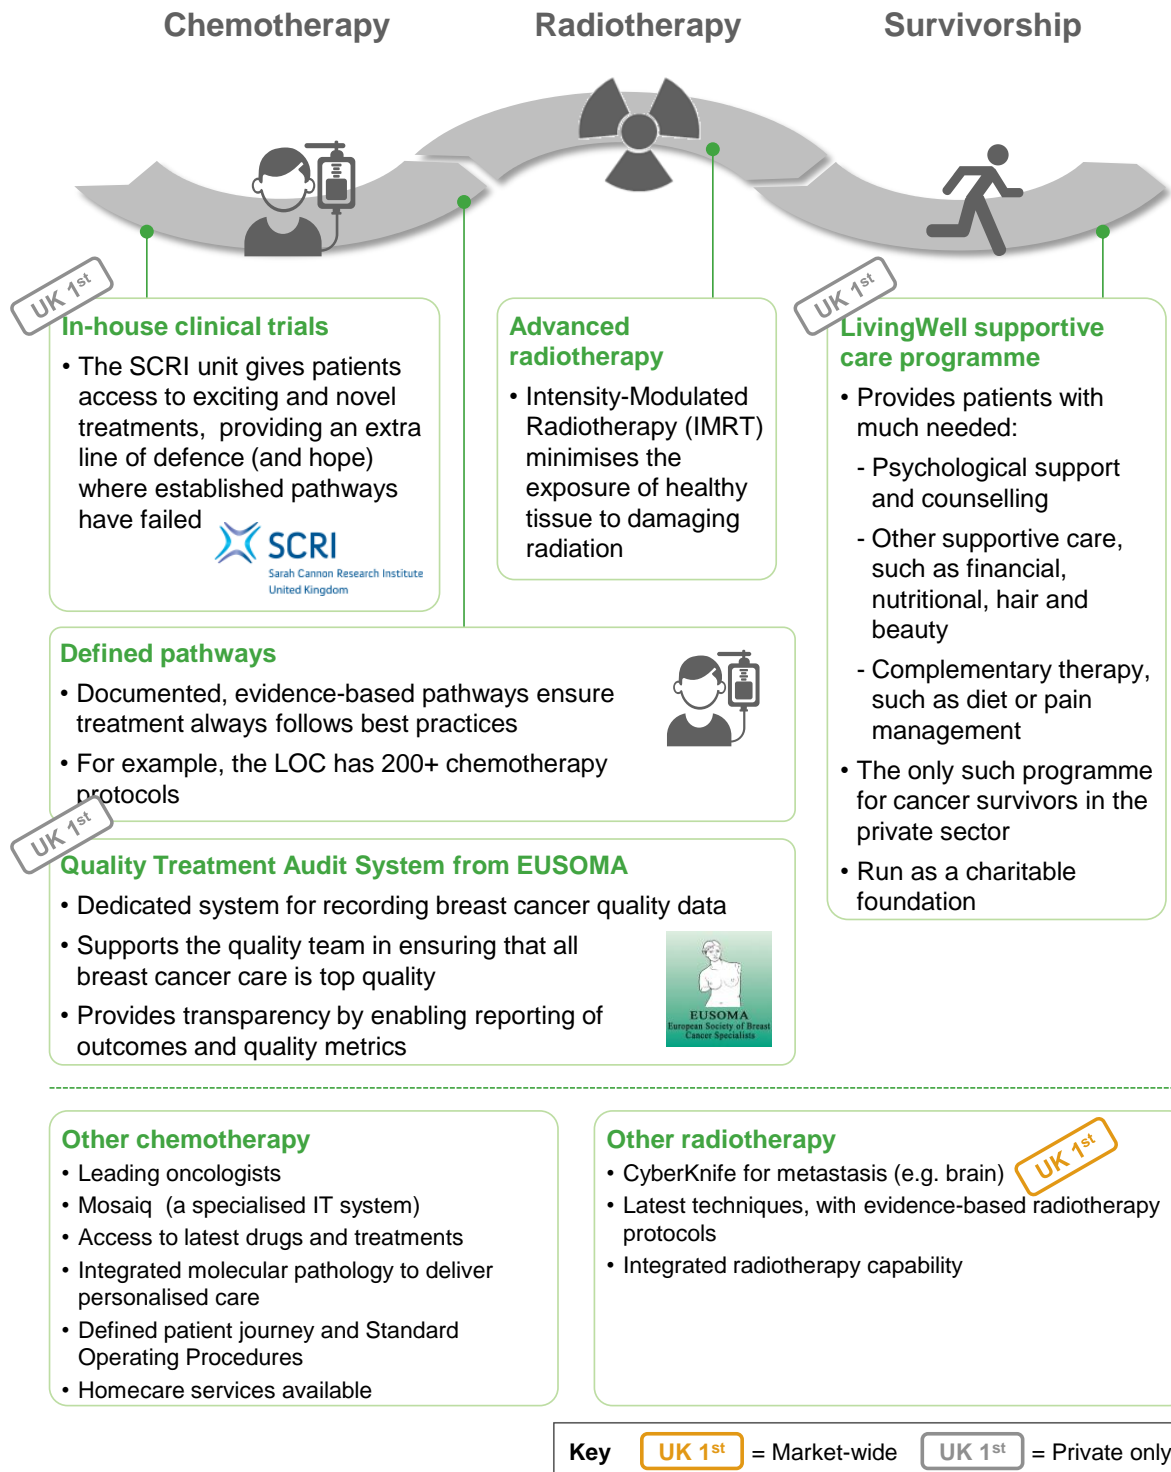 Chemotherapy
Radiotherapy
Survivorship
UK 1st
In-house clinical trials
• The SCRI unit gives patients
access to exciting and novel
treatments,  providing an extra
line of defence (and hope)
where established pathways
have failed
SCRI
Sarah Cannon Research Institute
United Kingdom
Advanced
radiotherapy
• Intensity-Modulated
Radiotherapy (IMRT)
minimises the
exposure of healthy
tissue to damaging
radiation
UK 1st
LivingWell supportive
care programme
• Provides patients with
much needed:
- Psychological support
and counselling
- Other supportive care,
such as financial,
nutritional, hair and
beauty
- Complementary therapy,
such as diet or pain
management
• The only such programme
for cancer survivors in the
private sector
• Run as a charitable
foundation
Defined pathways
• Documented, evidence-based pathways ensure
treatment always follows best practices
• For example, the LOC has 200+ chemotherapy
protocols
UK 1st
Quality Treatment Audit System from EUSOMA
• Dedicated system for recording breast cancer quality data
• Supports the quality team in ensuring that all
breast cancer care is top quality
• Provides transparency by enabling reporting of
outcomes and quality metrics
EUSOMA
European Society of Breast
Cancer Specialists
Other chemotherapy
• Leading oncologists
• Mosaiq  (a specialised IT system)
• Access to latest drugs and treatments
• Integrated molecular pathology to deliver
personalised care
• Defined patient journey and Standard
Operating Procedures
• Homecare services available
Other radiotherapy
• CyberKnife for metastasis (e.g. brain)
UK 1st
• Latest techniques, with evidence-based radiotherapy
protocols
• Integrated radiotherapy capability
Key UK 1st = Market-wide UK 1st = Private only